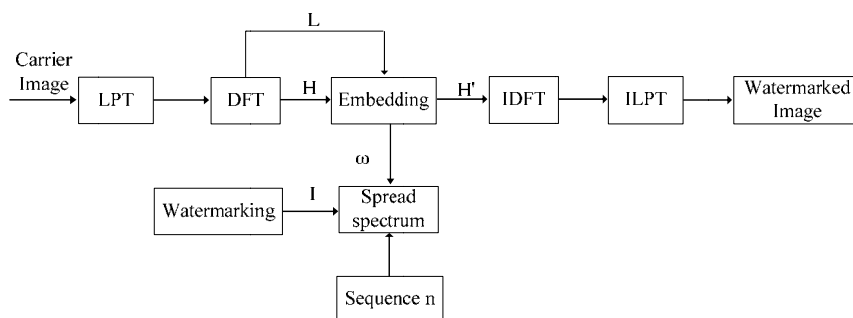 L
Carrier
Image
LPT
DFT
H
Embedding
H'
IDFT
ILPT
Watermarked
Image
ω
Watermarking
I
Spread
spectrum
Sequence n